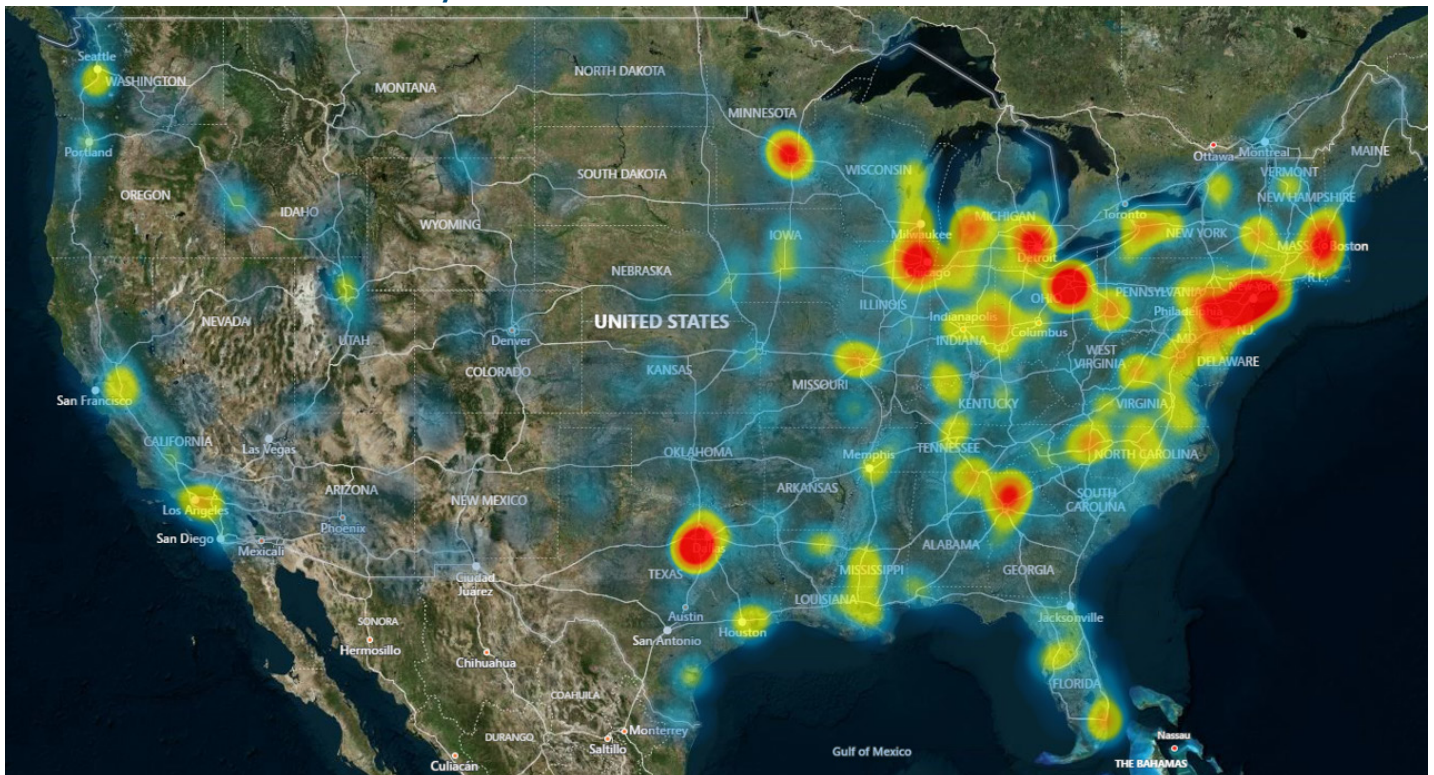 Seattle
WASHINGTON
MONTANA
NORTH DAKOTA
MINNESOTA
Portland
OREGON
IDAHO
WYOMING
SOUTH DAKOTA
WISCONSIN
Ottawa
Montreal
MAINE
VERMONT
NEW HAMPSHIRE
Toronto
MICHIGAN
NEW YORK
Milwaukee
IOWA
Detroit
MASS.
Boston
R.I.
NEBRASKA
ILLINOIS
OHIO
PENNSYLVANIA
Philadelphia
N.J.
NEVADA
UTAH
Denver
UNITED STATES
Indianapolis
INDIANA
Columbus
MD.
DELAWARE
WEST
VIRGINIA
San Francisco
COLORADO
KANSAS
MISSOURI
KENTUCKY
VIRGINIA
CALIFORNIA
Las Vegas
OKLAHOMA
Memphis
TENNESSEE
NORTH CAROLINA
Los Angeles
ARIZONA
NEW MEXICO
ARKANSAS
SOUTH
CAROLINA
San Diego
Mexicali
Phoenix
Dallas
ALABAMA
Ciudad
Juárez
TEXAS
MISSISSIPPI
GEORGIA
LOUISIANA
Austin
Jacksonville
SONORA
Hermosillo
San Antonio
Houston
Chihuahua
FLORIDA
COAHUILA
DURANGO
Monterrey
Saltillo
Culiacán
Gulf of Mexico
Nassau
THE BAHAMAS